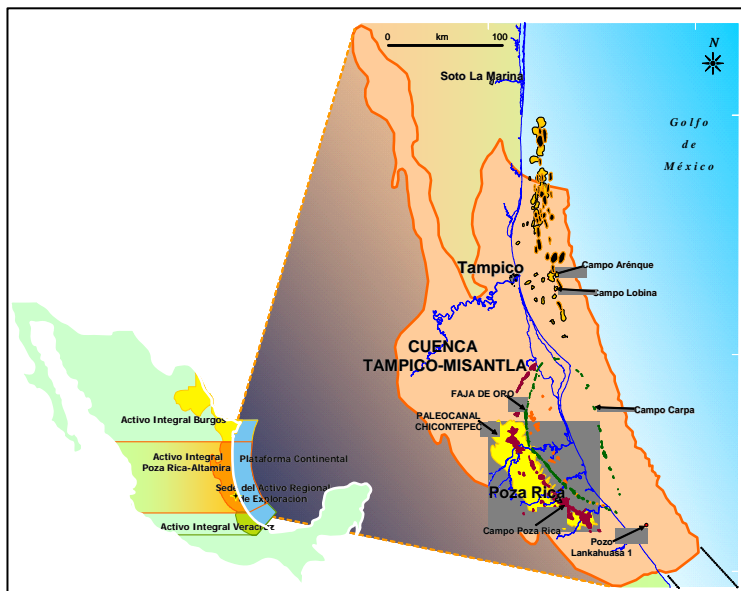 0 km 100
N
Soto La Marina
Golfo
de
México
Tampico
Campo Arénque
Campo Lobina
CUENCA
TAMPICO-MISANTLA
FAJA DE ORO
PALEOCANAL
CHICONTEPEC
Campo Carpa
Activo Integral Burgos
Activo Integral
Poza Rica-Altamira
Plataforma Continental
Sede del Activo Regional
de Exploración
Activo Integral Veracruz
Poza Rica
Campo Poza Rica
Pozo
Lankahuasa 1